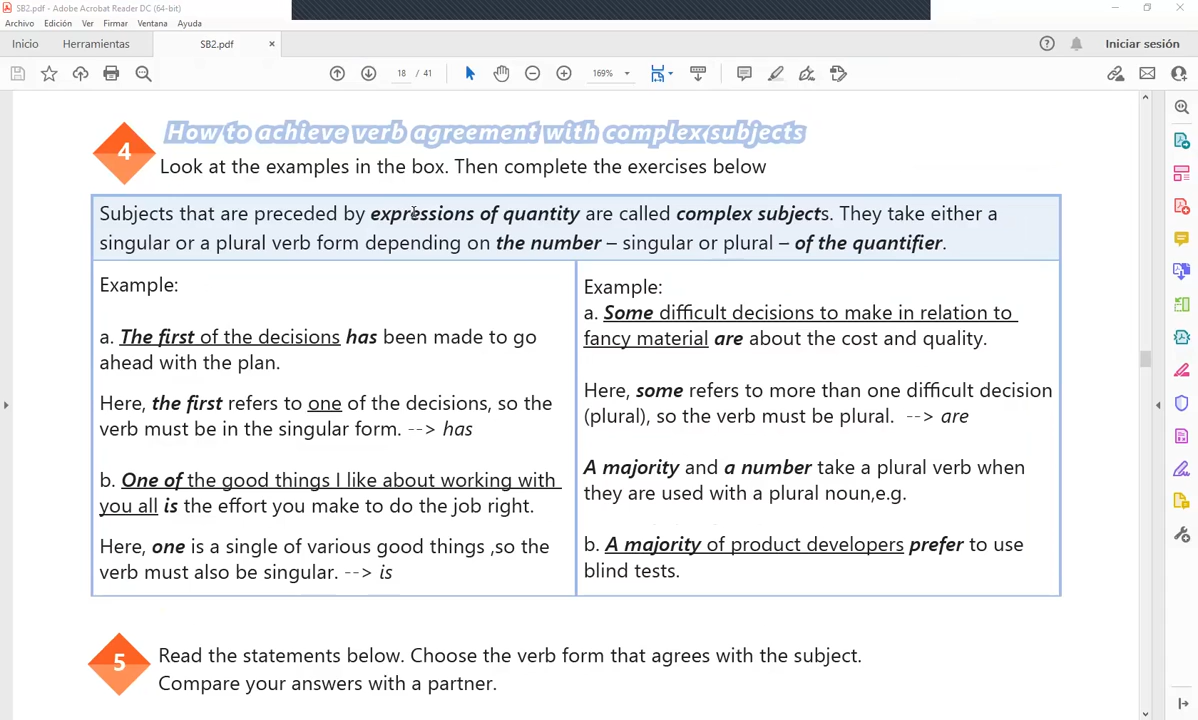 SB2.pdf - Adobe Acrobat Reader DC (64-bit)
Archivo Edición Ver Firmar Ventana Ayuda
Inicio Herramientas SB2.pdf × Iniciar sesión
18 / 41 169%
How to achieve verb agreement with complex subjects
4
Look at the examples in the box. Then complete the exercises below
Subjects that are preceded by expressions of quantity are called complex subjects. They take either a
singular or a plural verb form depending on the number – singular or plural – of the quantifier.
Example:
a. The first of the decisions has been made to go
ahead with the plan.
Here, the first refers to one of the decisions, so the
verb must be in the singular form. --> has
b. One of the good things I like about working with
you all is the effort you make to do the job right.
Here, one is a single of various good things ,so the
verb must also be singular. --> is
Example:
a. Some difficult decisions to make in relation to
fancy material are about the cost and quality.
Here, some refers to more than one difficult decision
(plural), so the verb must be plural. --> are
A majority and a number take a plural verb when
they are used with a plural noun,e.g.
b. A majority of product developers prefer to use
blind tests.
5
Read the statements below. Choose the verb form that agrees with the subject.
Compare your answers with a partner.